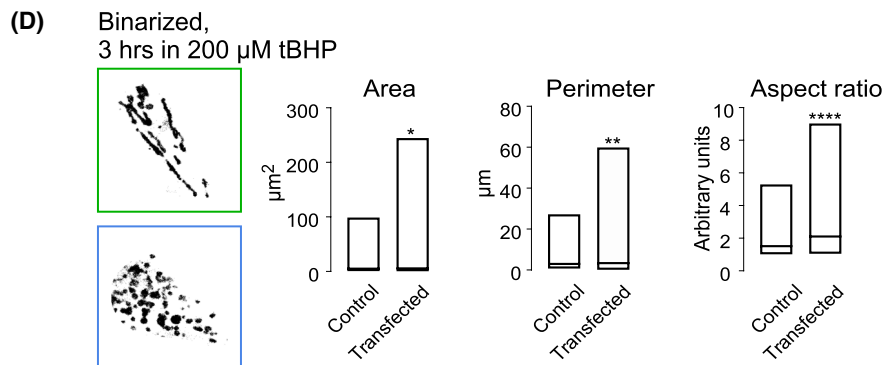 (D)
Binarized,
3 hrs in 200 µM tBHP
Area
300
200
100
0
µm²
*
Control
Transfected
Perimeter
80
60
40
20
0
µm
**
Control
Transfected
Aspect ratio
10
8
6
4
2
0
Arbitrary units
****
Control
Transfected